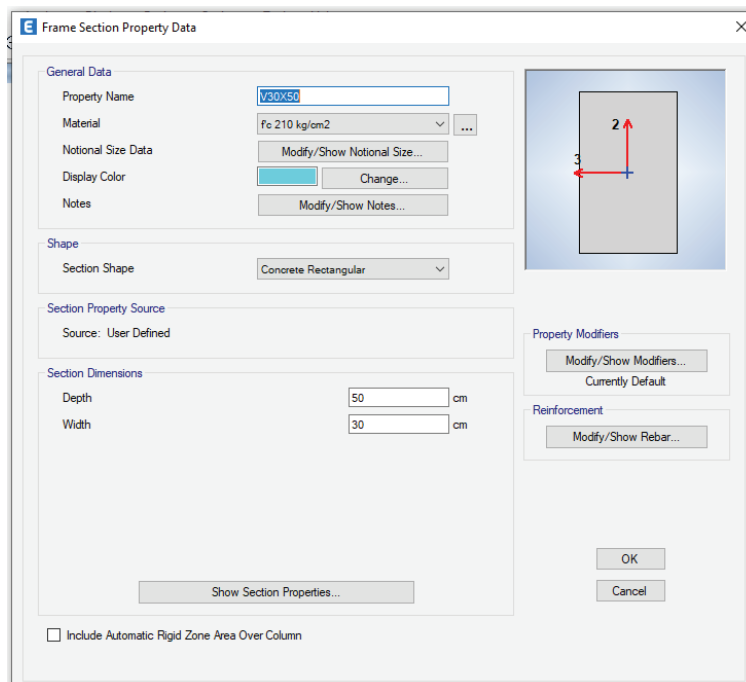 E Frame Section Property Data
General Data
Property Name V30X50
Material f'c 210 kg/cm2 ...
Notional Size Data Modify/Show Notional Size...
Display Color Change...
Notes Modify/Show Notes...
2
3
Shape
Section Shape Concrete Rectangular
Section Property Source
Source: User Defined
Property Modifiers
Modify/Show Modifiers...
Currently Default
Section Dimensions
Depth 50 cm
Width 30 cm
Reinforcement
Modify/Show Rebar...
OK
Cancel
Show Section Properties...
Include Automatic Rigid Zone Area Over Column